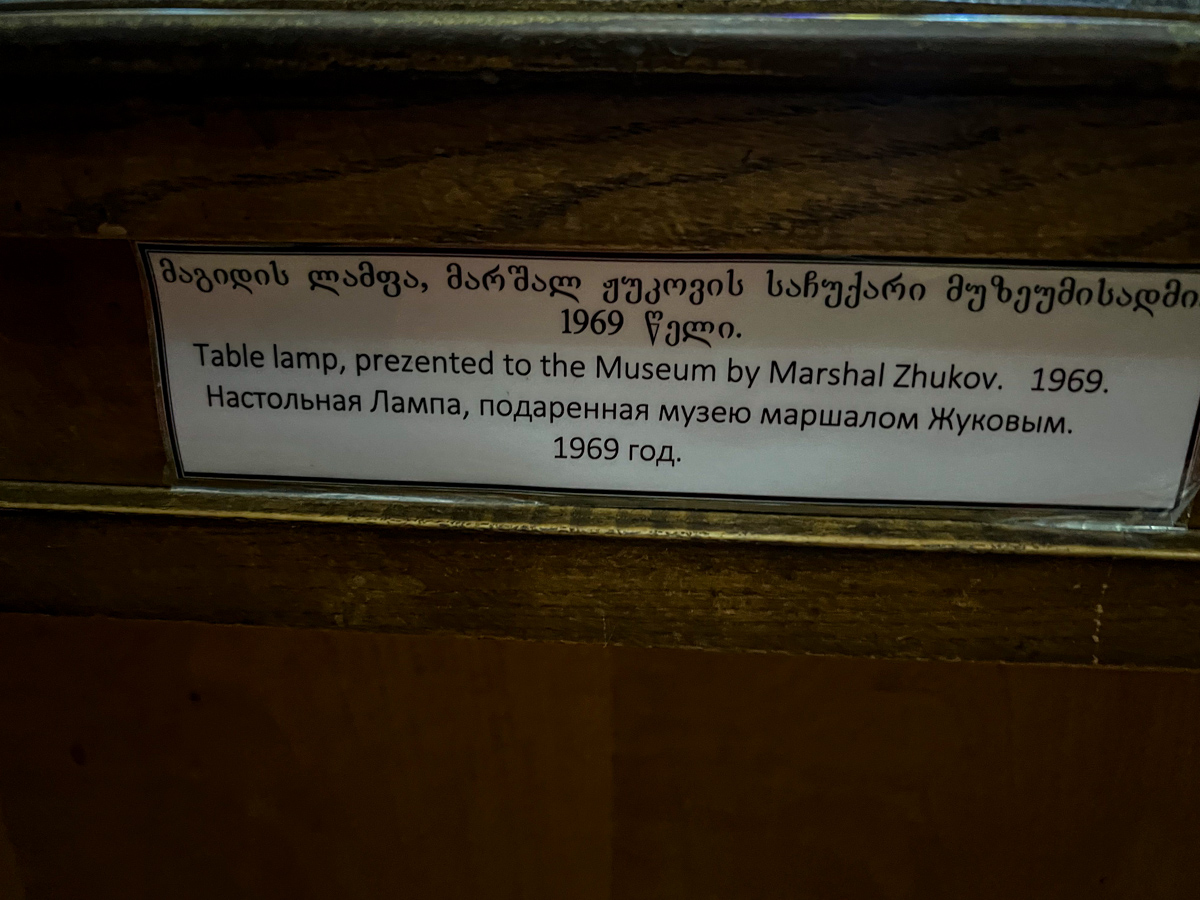 მაგიდის ლამფა, მარშალ ჟუკოვის საჩუქარი მუზეუმისადმი
1969 წელი.
Table lamp, prezented to the Museum by Marshal Zhukov. 1969.
Настольная Лампа, подаренная музею маршалом Жуковым.
1969 год.